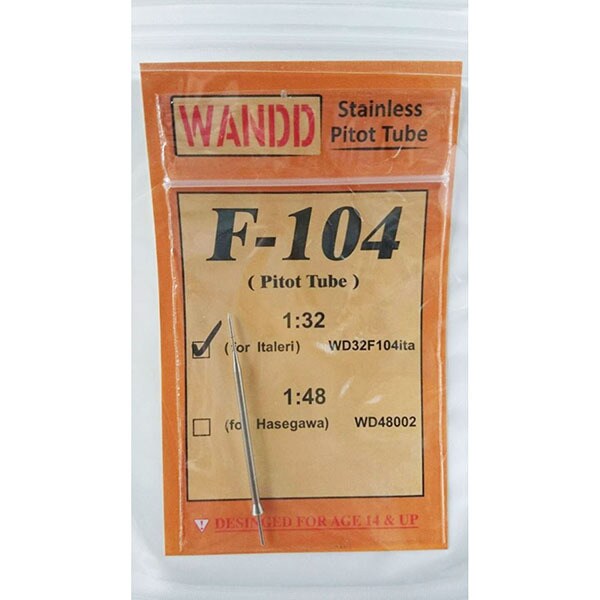 WANDD
Stainless
Pitot Tube
F-104
( Pitot Tube )
1:32
(for Italeri) WD32F104ita
1:48
(for Hasegawa) WD48002
DESINGED FOR AGE 14 & UP